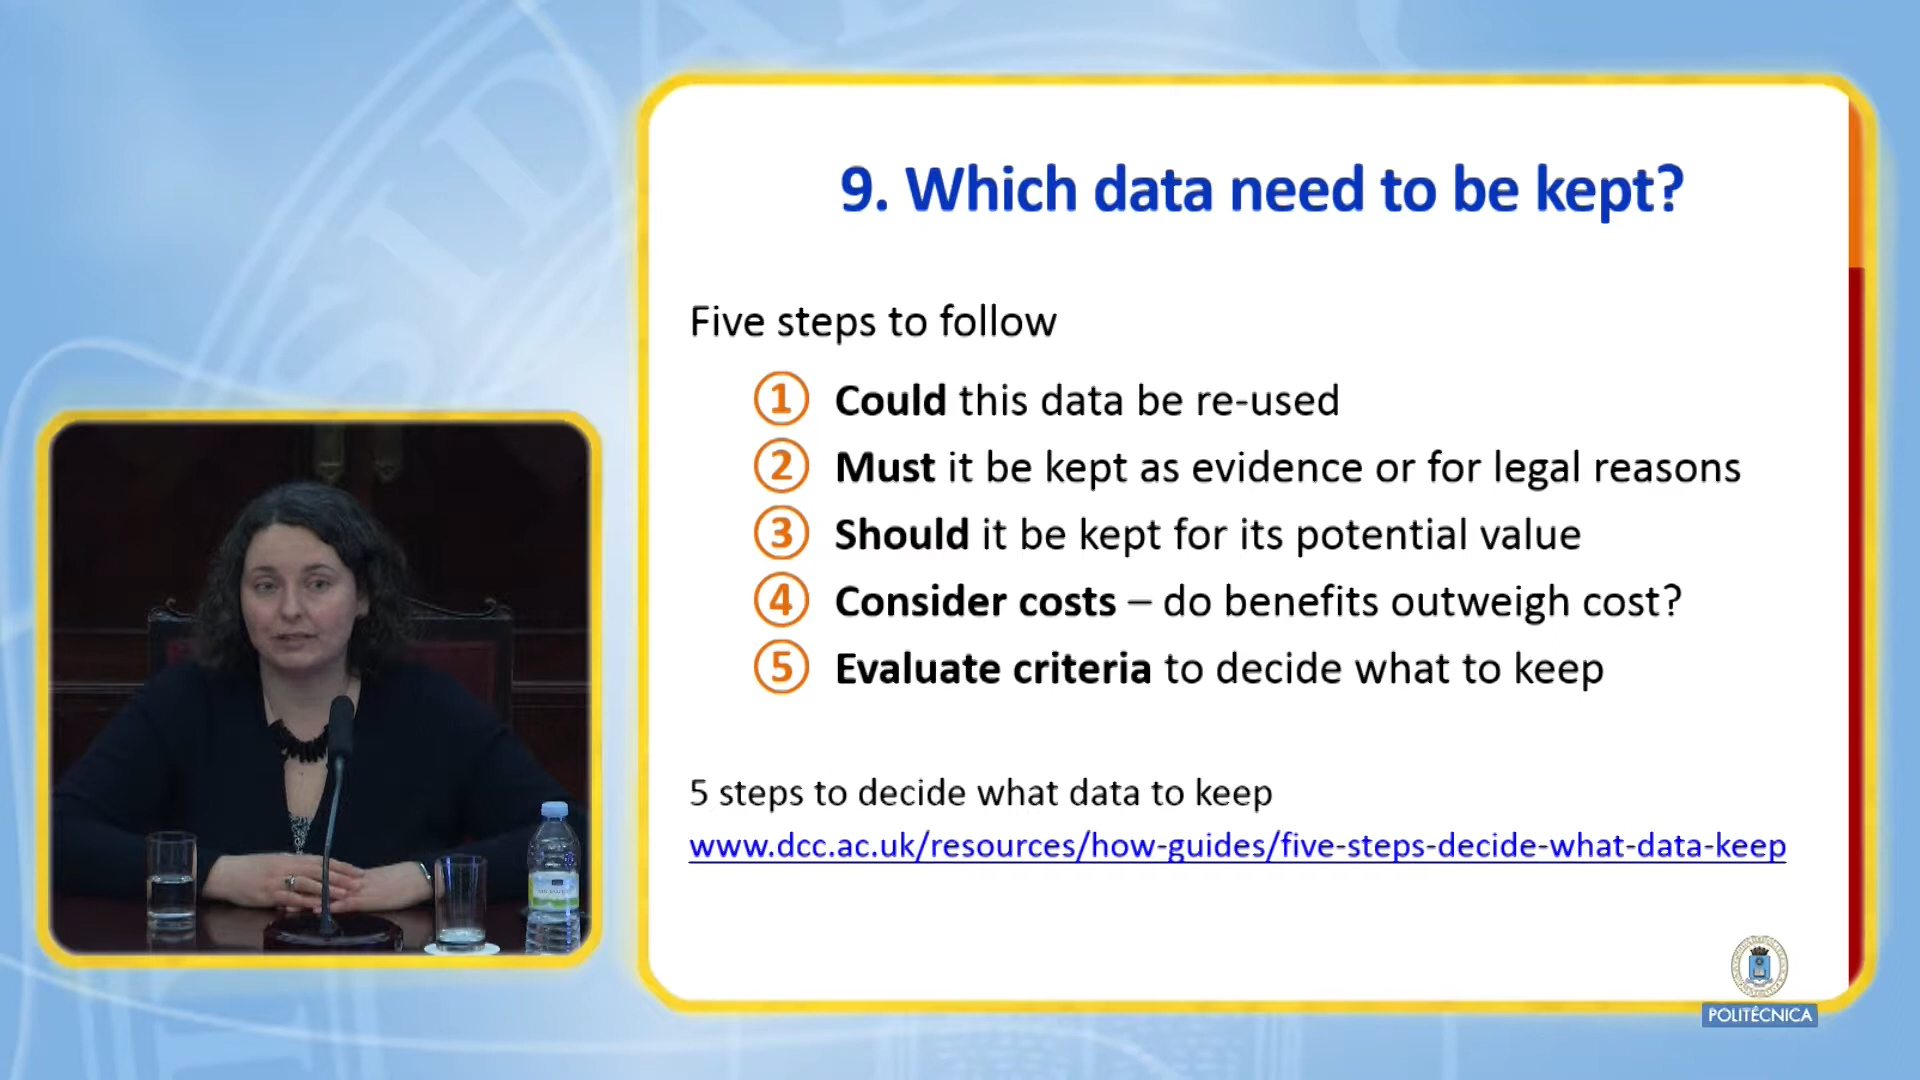 9. Which data need to be kept?
Five steps to follow
1 Could this data be re-used
2 Must it be kept as evidence or for legal reasons
3 Should it be kept for its potential value
4 Consider costs – do benefits outweigh cost?
5 Evaluate criteria to decide what to keep
5 steps to decide what data to keep
www.dcc.ac.uk/resources/how-guides/five-steps-decide-what-data-keep
POLITÉCNICA